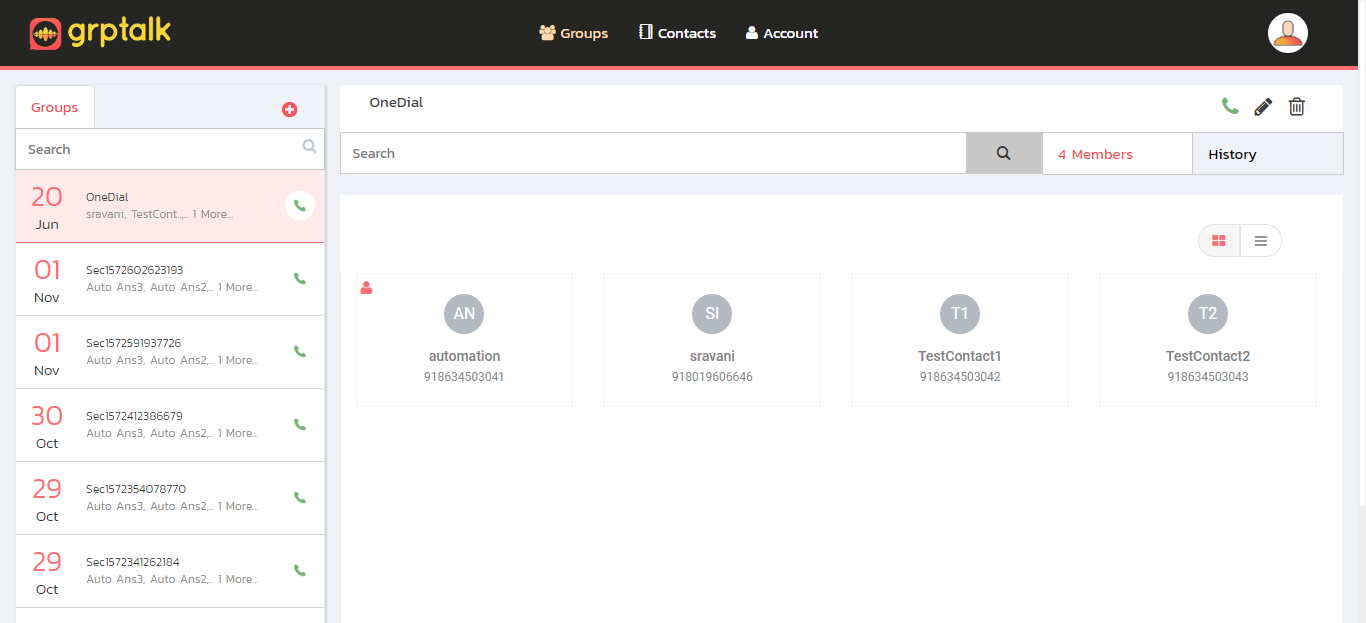 grptalk
Groups
Contacts
Account
Groups
Search
20
Jun
OneDial
sravani, TestCont..,.. 1 More...
01
Nov
Sec1572602623193
Auto Ans3, Auto Ans2,.. 1 More...
01
Nov
Sec1572591937726
Auto Ans3, Auto Ans2,.. 1 More...
30
Oct
Sec1572412386679
Auto Ans3, Auto Ans2,.. 1 More...
29
Oct
Sec1572354078770
Auto Ans3, Auto Ans2,.. 1 More...
29
Oct
Sec1572341262184
Auto Ans3, Auto Ans2,.. 1 More...
OneDial
Search
4 Members
History
AN
automation
918634503041
SI
sravani
918019606646
T1
TestContact1
918634503042
T2
TestContact2
918634503043